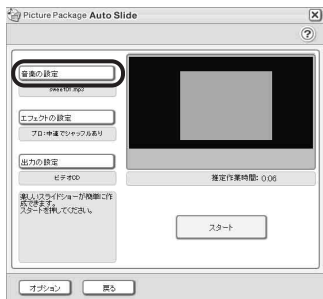 Picture Package Auto Slide
?
音楽の設定
sweet01.mp3
エフェクトの設定
プロ:中速でシャッフルあり
出力の設定
ビデオCD
推定作業時間: 0:06
楽しいスライドショーが簡単に作
成できます。
スタートを押してください。
スタート
オプション
戻る